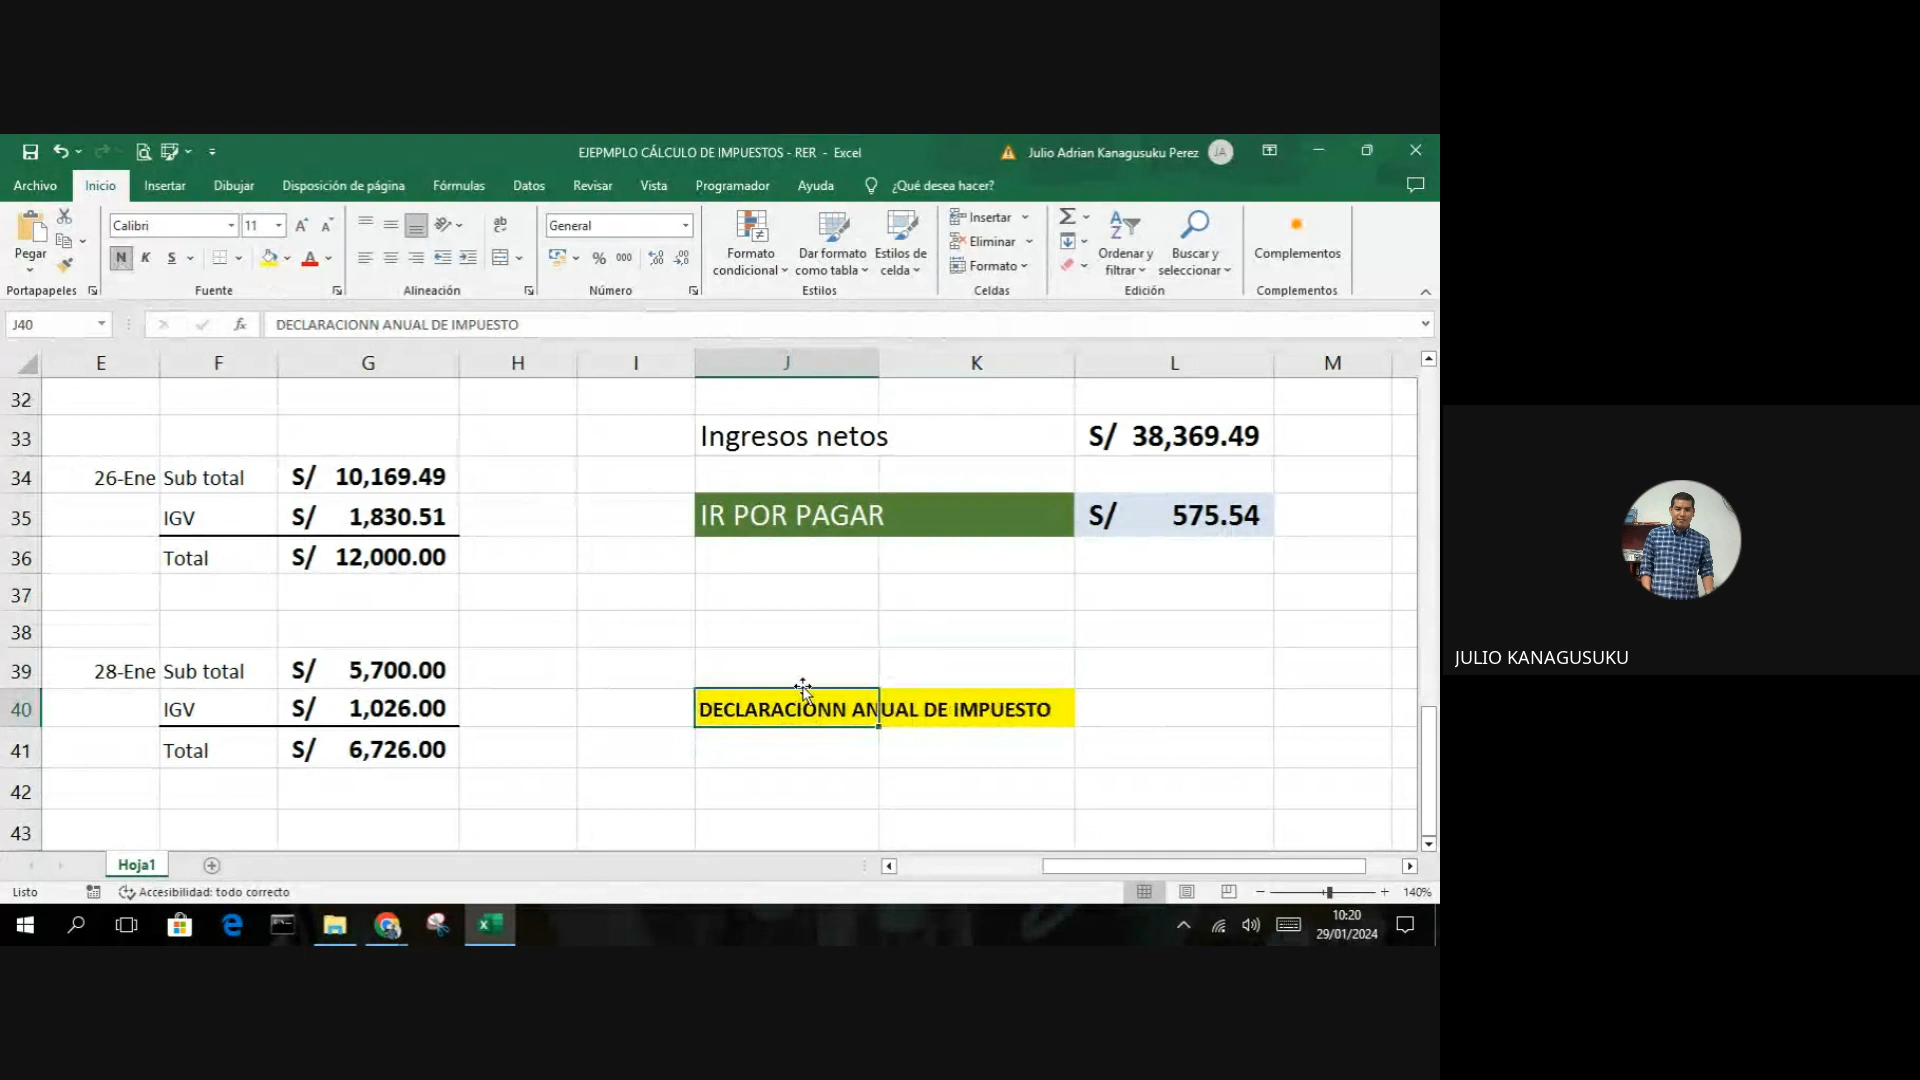 EJEPMPLO CÁLCULO DE IMPUESTOS - RER - Excel
Julio Adrian Kanagusuku Perez
JA
Archivo Inicio Insertar Dibujar Disposición de página Fórmulas Datos Revisar Vista Programador Ayuda ¿Qué desea hacer?
Pegar
Portapapeles
Calibri 11
N K S
Fuente
ab
Alineación
General
% 000
Número
Formato condicional
Dar formato como tabla
Estilos de celda
Estilos
Insertar
Eliminar
Formato
Celdas
Ordenar y filtrar
Buscar y seleccionar
Edición
Complementos
Complementos
J40 fx DECLARACIONN ANUAL DE IMPUESTO
E F G H I J K L M
32
33 Ingresos netos S/ 38,369.49
34 26-Ene Sub total S/ 10,169.49
35 IGV S/ 1,830.51 IR POR PAGAR S/ 575.54
36 Total S/ 12,000.00
37
38
39 28-Ene Sub total S/ 5,700.00
40 IGV S/ 1,026.00 DECLARACIONN ANUAL DE IMPUESTO
41 Total S/ 6,726.00
42
43
Hoja1
Listo Accesibilidad: todo correcto 140%
10:20
29/01/2024
JULIO KANAGUSUKU